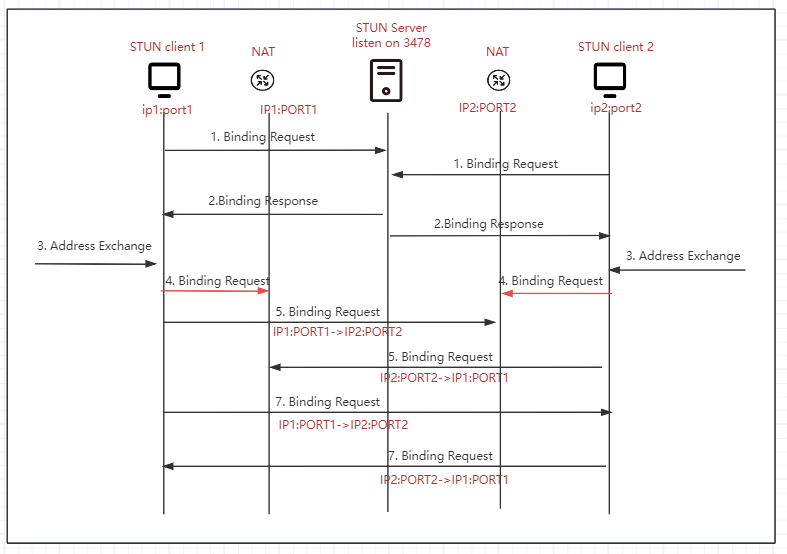 STUN Server
listen on 3478
STUN client 1
NAT
NAT
STUN client 2
ip1:port1
IP1:PORT1
IP2:PORT2
ip2:port2
1. Binding Request
1. Binding Request
2.Binding Response
2.Binding Response
3. Address Exchange
3. Address Exchange
4. Binding Request
4. Binding Request
5. Binding Request
IP1:PORT1->IP2:PORT2
5. Binding Request
IP2:PORT2->IP1:PORT1
7. Binding Request
IP1:PORT1->IP2:PORT2
7. Binding Request
IP2:PORT2->IP1:PORT1